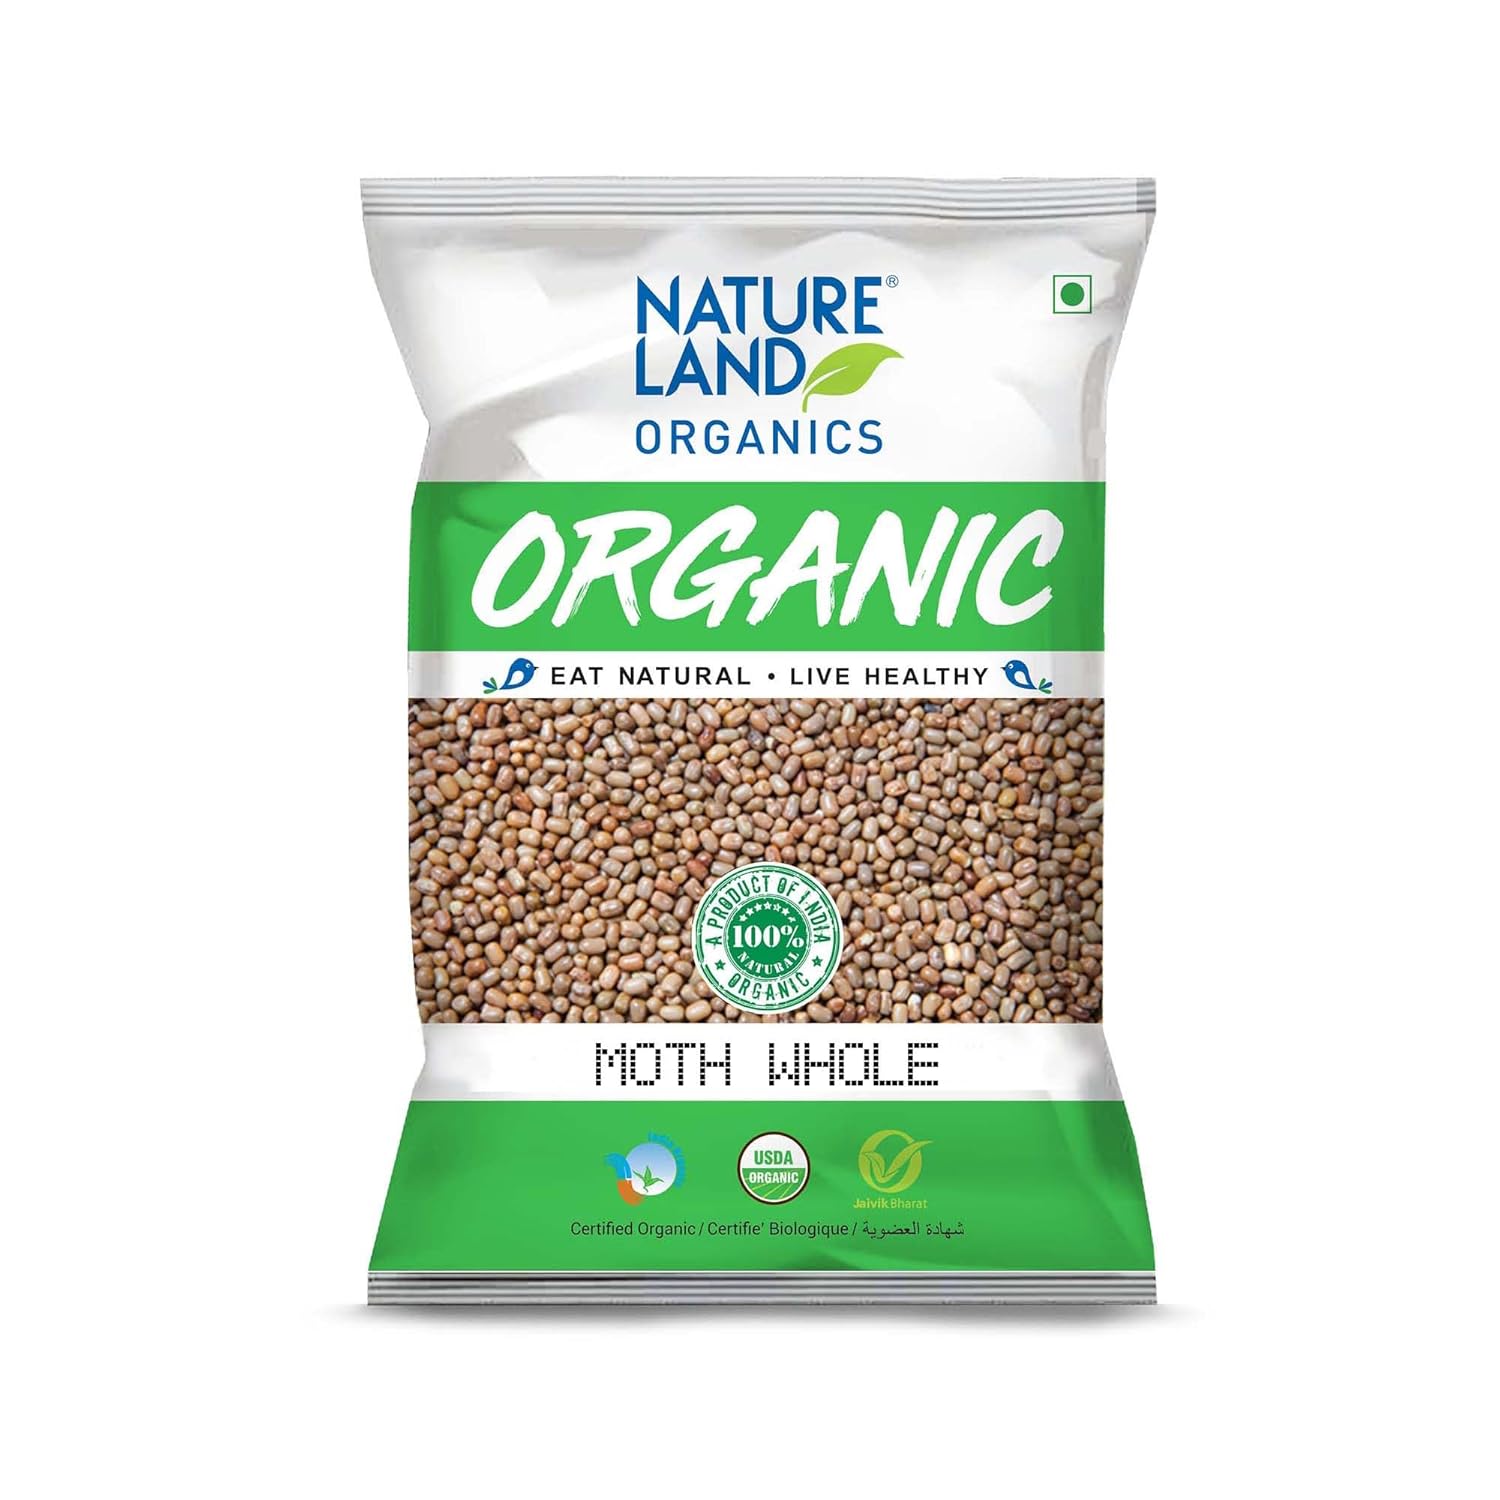 NATURE®
LAND
ORGANICS
ORGANIC
EAT NATURAL • LIVE HEALTHY
A PRODUCT OF INDIA
100%
NATURAL
ORGANIC
MOTH WHOLE
USDA
ORGANIC
Jaivik Bharat
Certified Organic / Certifie' Biologique / شهادة العضوية